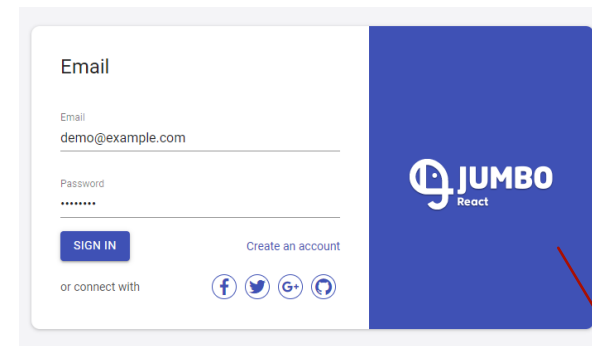 Email
Email
demo@example.com
Password
••••••••
SIGN IN
Create an account
or connect with
G+
JUMBO
React